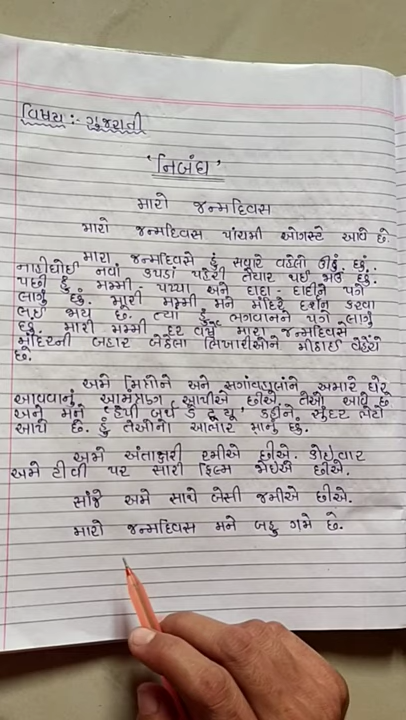 વિષય :- ગુજરાતી
'નિબંધ'
મારો જન્મદિવસ
મારો જન્મદિવસ પાંચમી ઓગસ્ટે આવે છે.
મારા જન્મદિવસે હું સવારે વહેલો ઊઠું છું.
નાહીધોઈ નવાં કપડાં પહેરી તૈયાર થઈ જાઉં છું.
પછી હું મમ્મી-પપ્પા અને દાદા-દાદીને પગે
લાગું છું. મારી મમ્મી મને મંદિરે દર્શન કરવા
લઈ જાય છે. ત્યાં હું ભગવાનને પગે લાગું
છું. મારી મમ્મી દર વર્ષે મારા જન્મદિવસે
મંદિરની બહાર બેઠેલા ભિખારીઓને મીઠાઈ વહેંચે
છે.
અમે મિત્રોને અને સગાંવહાલાંને અમારે ઘેર
આવવાનું આમંત્રણ આપીએ છીએ. તેઓ આવે છે
અને મને 'હેપી બર્થ ડે ટૂ યૂ' કહીને સુંદર ભેટો
આપે છે. હું તેઓનો આભાર માનું છું.
અમે અંતાક્ષરી રમીએ છીએ. કોઈવાર
અમે ટીવી પર સારી ફિલ્મ જોઈએ છીએ.
સાંજે અમે સાથે બેસી જમીએ છીએ.
મારો જન્મદિવસ મને બહુ ગમે છે.